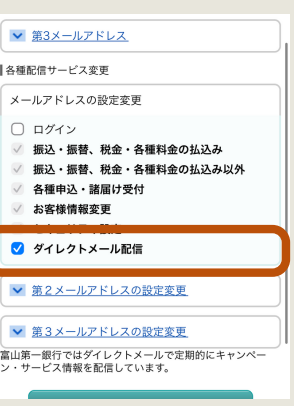 第3メールアドレス
各種配信サービス変更
メールアドレスの設定変更
ログイン
振込・振替、税金・各種料金の払込み
振込・振替、税金・各種料金の払込み以外
各種申込・諸届け受付
お客様情報変更
ダイレクトメール配信
第２メールアドレスの設定変更
第３メールアドレスの設定変更
富山第一銀行ではダイレクトメールで定期的にキャンペー
ン・サービス情報を配信しています。